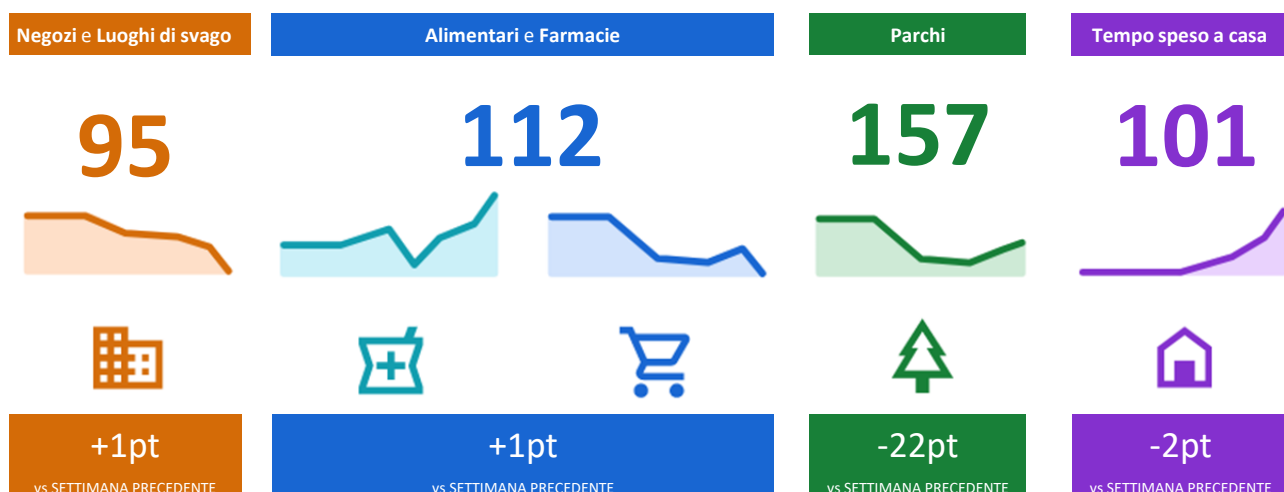 Negozi e Luoghi di svago
Alimentari e Farmacie
Parchi
Tempo speso a casa
95
112
157
101
+1pt
+1pt
-22pt
-2pt
vs SETTIMANA PRECEDENTE
vs SETTIMANA PRECEDENTE
vs SETTIMANA PRECEDENTE
vs SETTIMANA PRECEDENTE